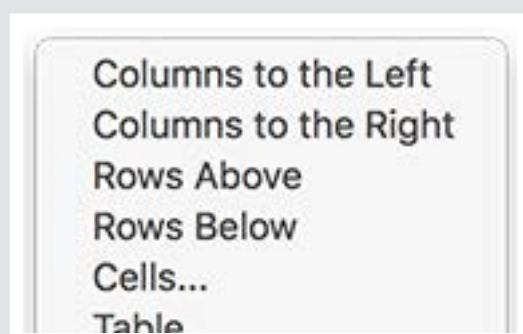 Columns to the Left
Columns to the Right
Rows Above
Rows Below
Cells...
Table